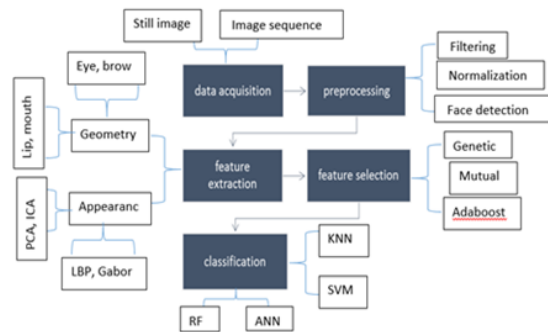 Still image
Image sequence
Filtering
Eye, brow
data acquisition
preprocessing
Normalization
Lip, mouth
Geometry
Face detection
feature
extraction
feature selection
Genetic
Mutual
PCA, ICA
Appearanc
Adaboost
KNN
LBP, Gabor
classification
SVM
RF
ANN